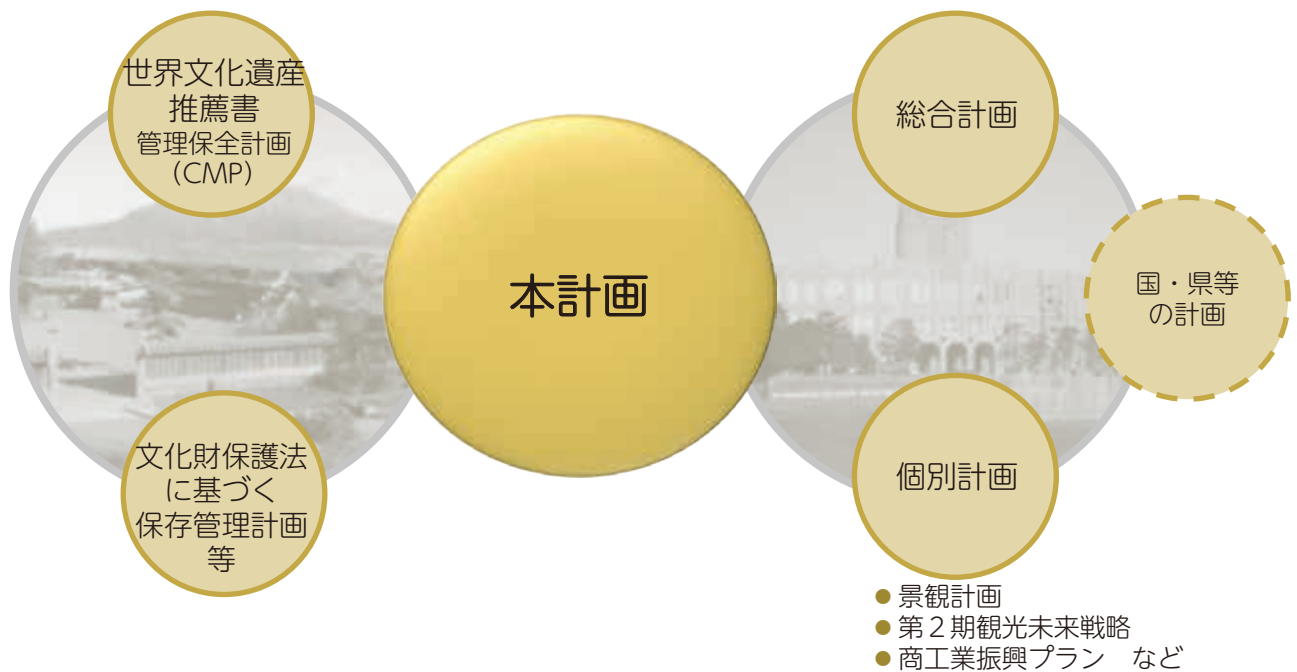 世界文化遺産
推薦書
管理保全計画
(CMP)
文化財保護法
に基づく
保存管理計画
等
本計画
総合計画
国・県等
の計画
個別計画
● 景観計画
● 第2期観光未来戦略
● 商工業振興プラン　など